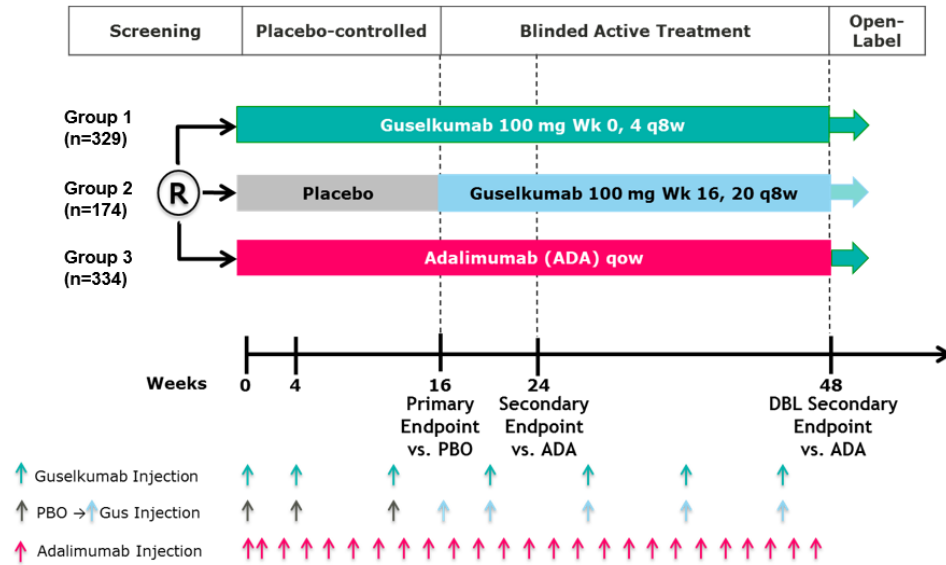 Screening
Placebo-controlled
Blinded Active Treatment
Open-
Label
Group 1
(n=329)
Guselkumab 100 mg Wk 0, 4 q8w
R
Group 2
(n=174)
Placebo
Guselkumab 100 mg Wk 16, 20 q8w
Group 3
(n=334)
Adalimumab (ADA) qow
Weeks
0
4
16
24
48
Primary
Endpoint
vs. PBO
Secondary
Endpoint
vs. ADA
DBL Secondary
Endpoint
vs. ADA
Guselkumab Injection
PBO → Gus Injection
Adalimumab Injection